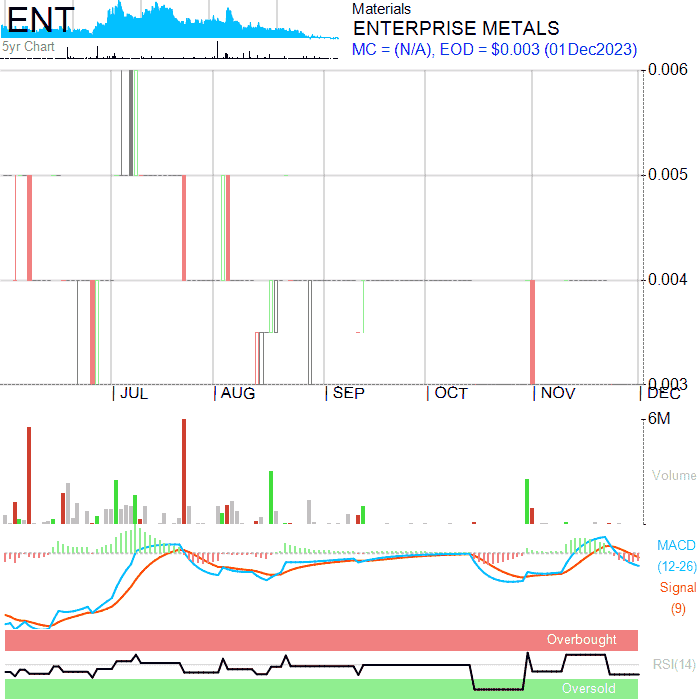 ENT
5yr Chart
Materials
ENTERPRISE METALS
MC = (N/A), EOD = $0.003 (01Dec2023)
0.006
0.005
0.004
0.003
JUL AUG SEP OCT NOV DEC
6M
Volume
MACD
(12-26)
Signal
(9)
Overbought
RSI(14)
Oversold